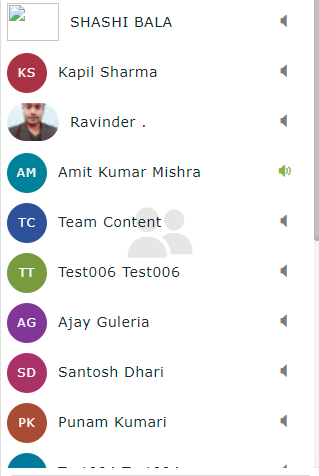 SHASHI BALA
KS Kapil Sharma
Ravinder .
AM Amit Kumar Mishra
TC Team Content
TT Test006 Test006
AG Ajay Guleria
SD Santosh Dhari
PK Punam Kumari